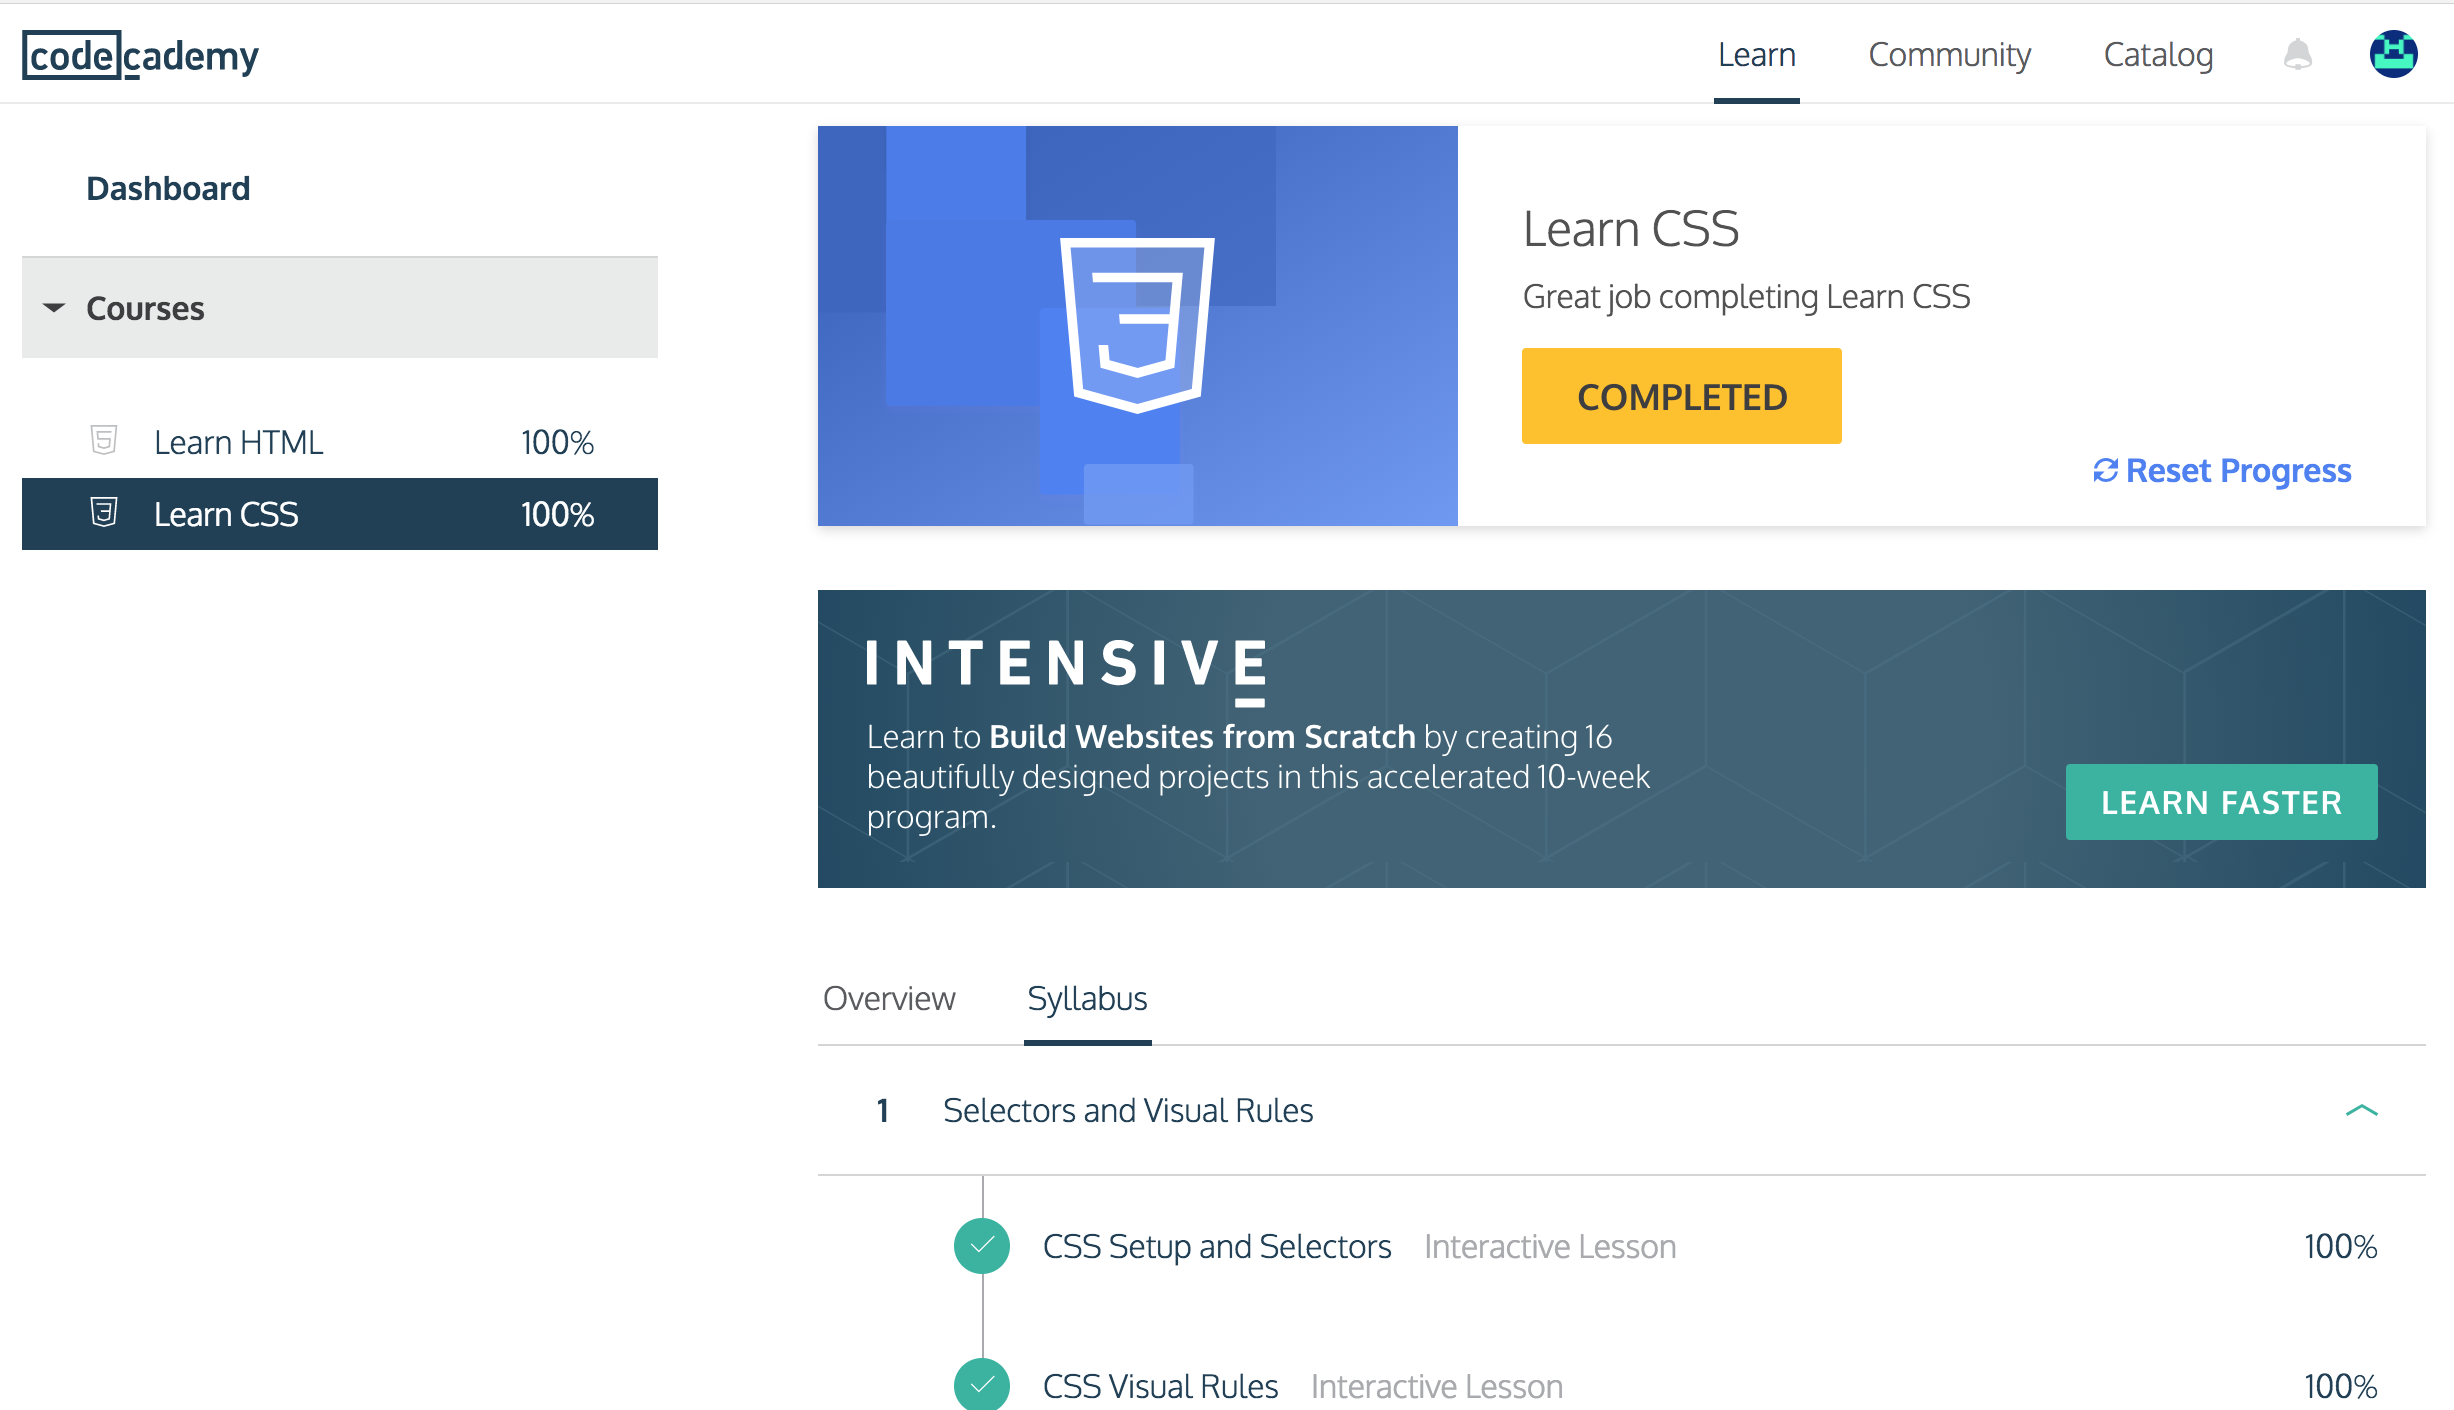 codecademy
Learn Community Catalog
Dashboard
Courses
Learn HTML 100%
Learn CSS 100%
Learn CSS
Great job completing Learn CSS
COMPLETED
Reset Progress
INTENSIVE
Learn to Build Websites from Scratch by creating 16
beautifully designed projects in this accelerated 10-week
program.
LEARN FASTER
Overview Syllabus
1 Selectors and Visual Rules
CSS Setup and Selectors Interactive Lesson 100%
CSS Visual Rules Interactive Lesson 100%